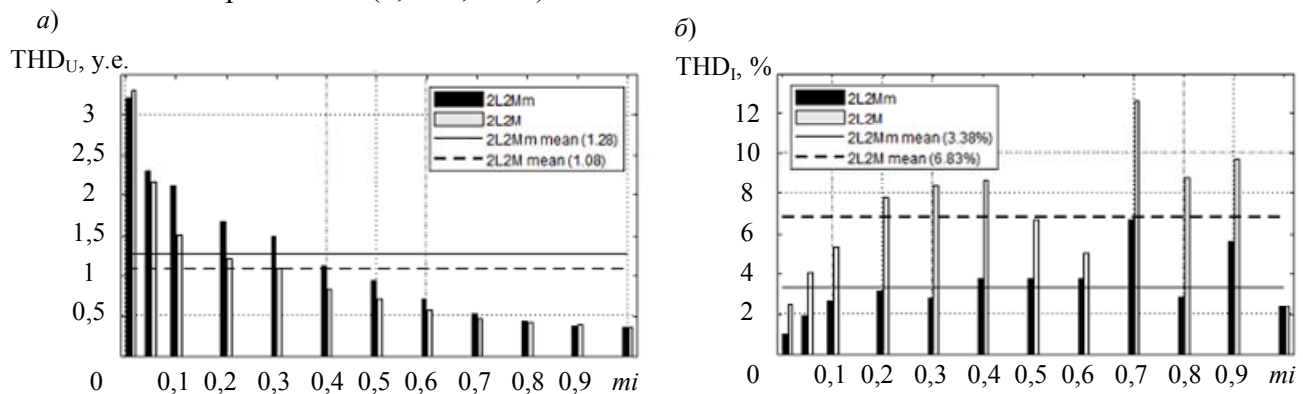 а)
THDU, у.е.
3
2,5
2
1,5
1
0,5
0 0,1 0,2 0,3 0,4 0,5 0,6 0,7 0,8 0,9 mi
2L2Mm
2L2M
2L2Mm mean (1.28)
2L2M mean (1.08)
б)
THDI, %
12
10
8
6
4
2
0 0,1 0,2 0,3 0,4 0,5 0,6 0,7 0,8 0,9 mi
2L2Mm
2L2M
2L2Mm mean (3.38%)
2L2M mean (6.83%)